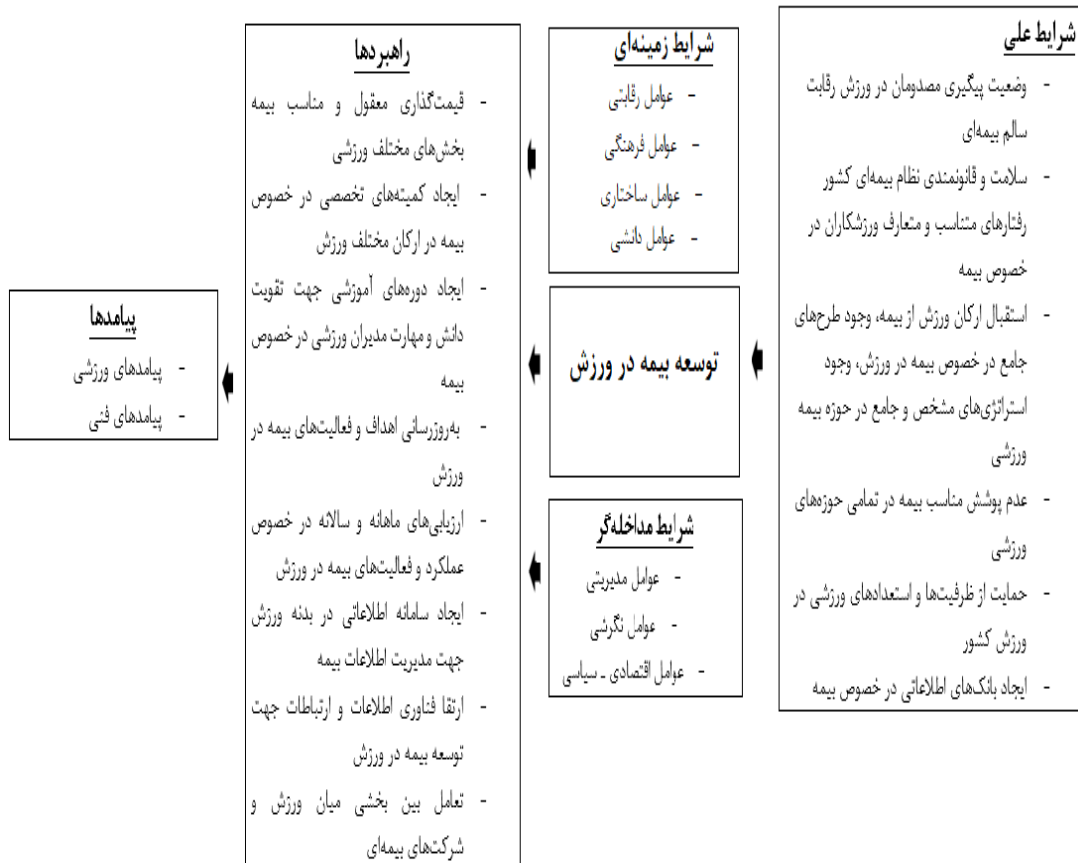 شرایط علی
- وضعیت پیگیری مصدومان در ورزش رقابت
سالم بیمه‌ای
- سلامت و قانونمندی نظام بیمه‌ای کشور
رفتارهای متناسب و متعارف ورزشکاران در
خصوص بیمه
- استقبال ارکان ورزش از بیمه، وجود طرح‌های
جامع در خصوص بیمه در ورزش، وجود
استراتژی‌های مشخص و جامع در حوزه بیمه
ورزشی
- عدم پوشش مناسب بیمه در تمامی حوزه‌های
ورزشی
- حمایت از ظرفیت‌ها و استعدادهای ورزشی در
ورزش کشور
- ایجاد بانک‌های اطلاعاتی در خصوص بیمه
شرایط زمینه‌ای
- عوامل رقابتی
- عوامل فرهنگی
- عوامل ساختاری
- عوامل دانشی
توسعه بیمه در ورزش
شرایط مداخله‌گر
- عوامل مدیریتی
- عوامل نگرشی
- عوامل اقتصادی ـ سیاسی
راهبردها
- قیمت‌گذاری معقول و مناسب بیمه
بخش‌های مختلف ورزشی
- ایجاد کمیته‌های تخصصی در خصوص
بیمه در ارکان مختلف ورزش
- ایجاد دوره‌های آموزشی جهت تقویت
دانش و مهارت مدیران ورزشی در خصوص
بیمه
- به‌روزرسانی اهداف و فعالیت‌های بیمه در
ورزش
- ارزیابی‌های ماهانه و سالانه در خصوص
عملکرد و فعالیت‌های بیمه در ورزش
- ایجاد سامانه اطلاعاتی در بدنه ورزش
جهت مدیریت اطلاعات بیمه
- ارتقا فناوری اطلاعات و ارتباطات جهت
توسعه بیمه در ورزش
- تعامل بین بخشی میان ورزش و
شرکت‌های بیمه‌ای
پیامدها
- پیامدهای ورزشی
- پیامدهای فنی